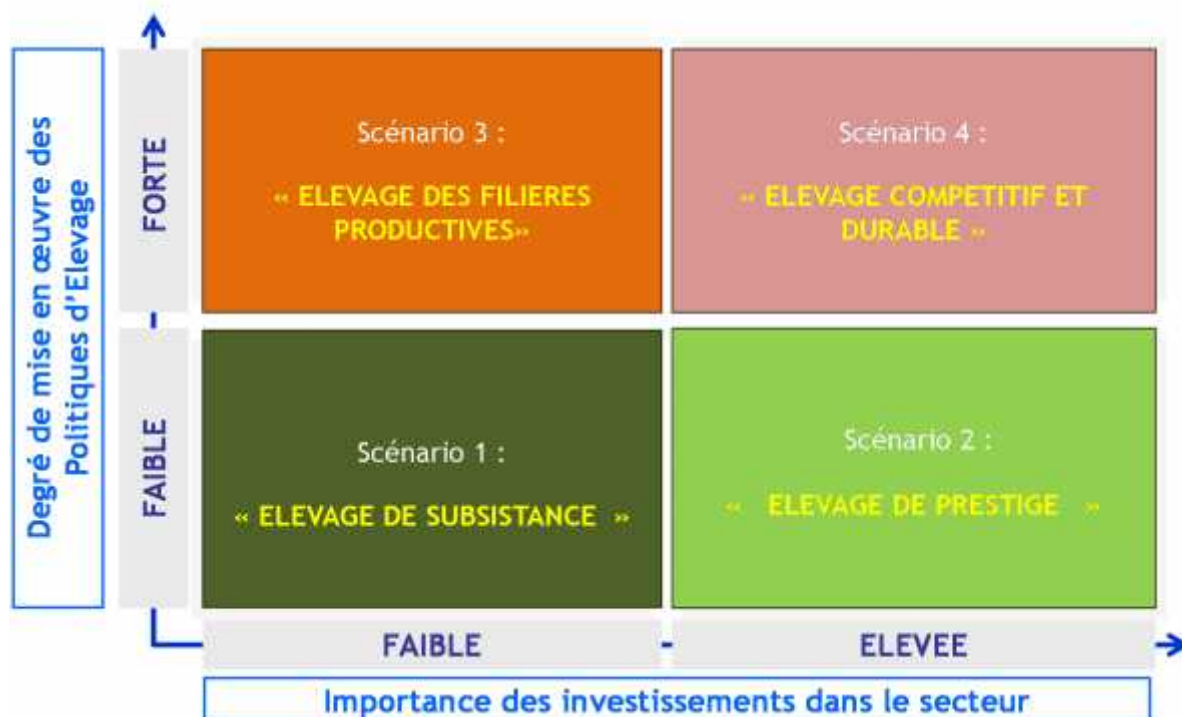 Degré de mise en œuvre des
Politiques d'Elevage
FORTE
FAIBLE
Scénario 3 :
« ELEVAGE DES FILIERES
PRODUCTIVES»
Scénario 4 :
« ELEVAGE COMPETITIF ET
DURABLE »
Scénario 1 :
« ELEVAGE DE SUBSISTANCE »
Scénario 2 :
« ELEVAGE DE PRESTIGE »
FAIBLE
ELEVEE
Importance des investissements dans le secteur